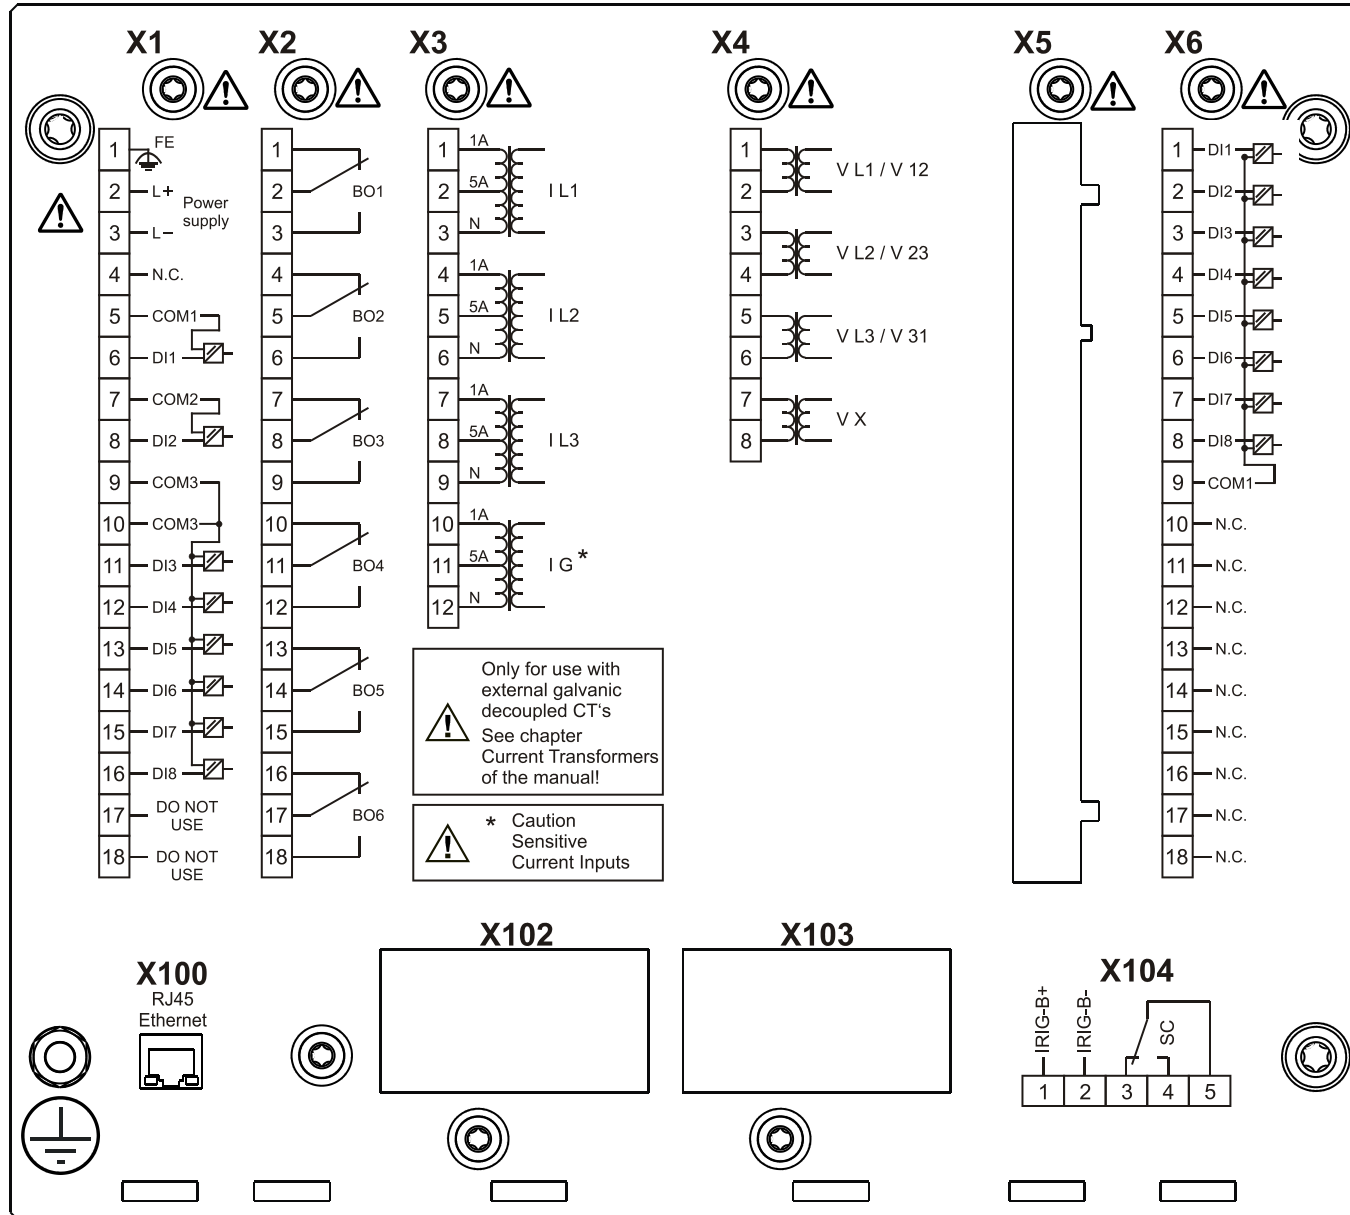 X1
X2
X3
X4
X5
X6
1 FE
2 L+
Power
supply
3 L–
4 N.C.
5 COM1
6 DI1
7 COM2
8 DI2
9 COM3
10 COM3
11 DI3
12 DI4
13 DI5
14 DI6
15 DI7
16 DI8
17 DO NOT
USE
18 DO NOT
USE
1
2 BO1
3
4
5 BO2
6
7
8 BO3
9
10
11 BO4
12
13
14 BO5
15
16
17 BO6
18
1 1A
2 5A I L1
3 N
4 1A
5 5A I L2
6 N
7 1A
8 5A I L3
9 N
10 1A
11 5A I G *
12 N
Only for use with
external galvanic
decoupled CT‘s
See chapter
Current Transformers
of the manual!
* Caution
Sensitive
Current Inputs
1
V L1 / V 12
2
3
V L2 / V 23
4
5
V L3 / V 31
6
7
V X
8
1 DI1
2 DI2
3 DI3
4 DI4
5 DI5
6 DI6
7 DI7
8 DI8
9 COM1
10 N.C.
11 N.C.
12 N.C.
13 N.C.
14 N.C.
15 N.C.
16 N.C.
17 N.C.
18 N.C.
X100
RJ45
Ethernet
X102
X103
X104
IRIG-B+
IRIG-B-
SC
1 2 3 4 5